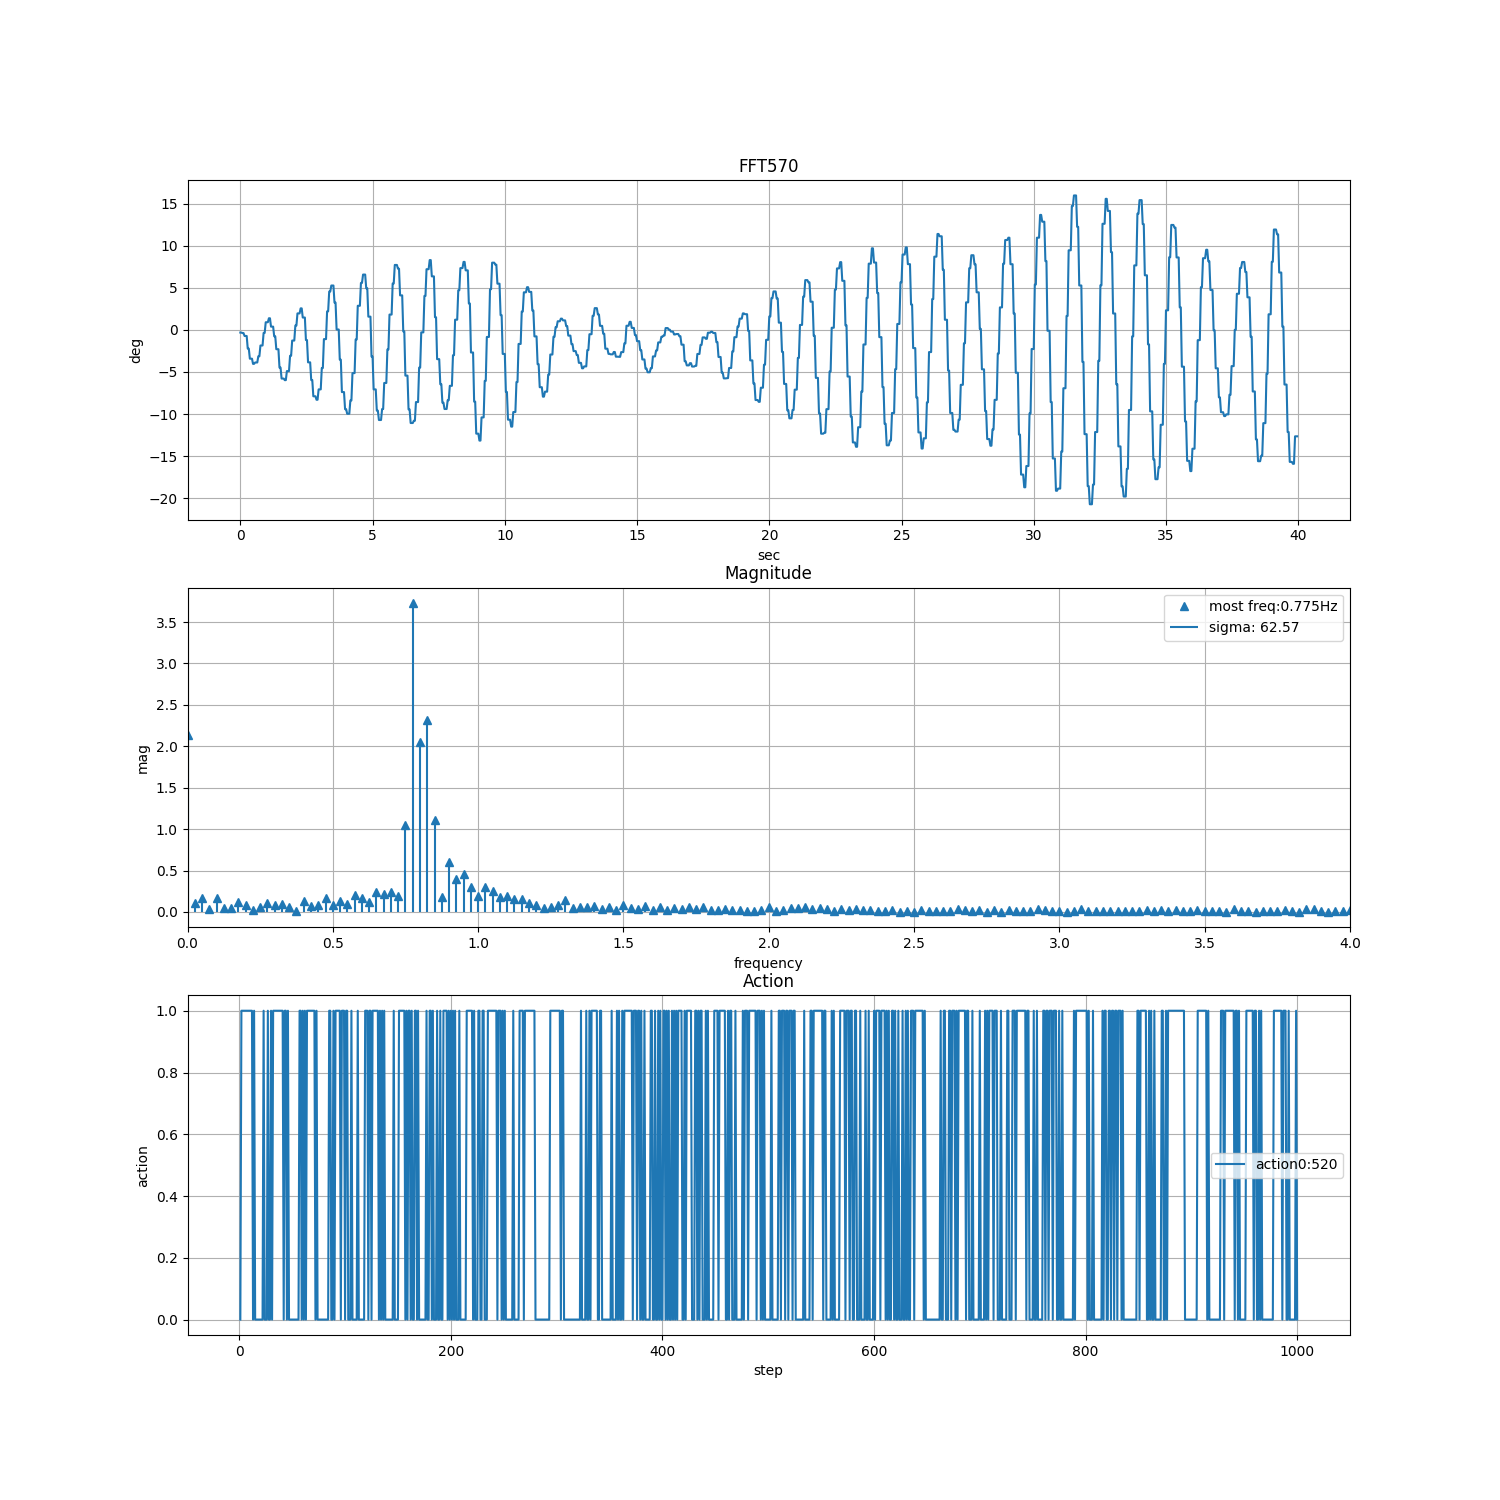 FFT570
15
10
5
0
−5
−10
−15
−20
deg
0 5 10 15 20 25 30 35 40
sec
Magnitude
most freq:0.775Hz
sigma: 62.57
3.5
3.0
2.5
2.0
1.5
1.0
0.5
0.0
mag
0.0 0.5 1.0 1.5 2.0 2.5 3.0 3.5 4.0
frequency
Action
1.0
0.8
0.6
0.4
0.2
0.0
action
action0:520
0 200 400 600 800 1000
step